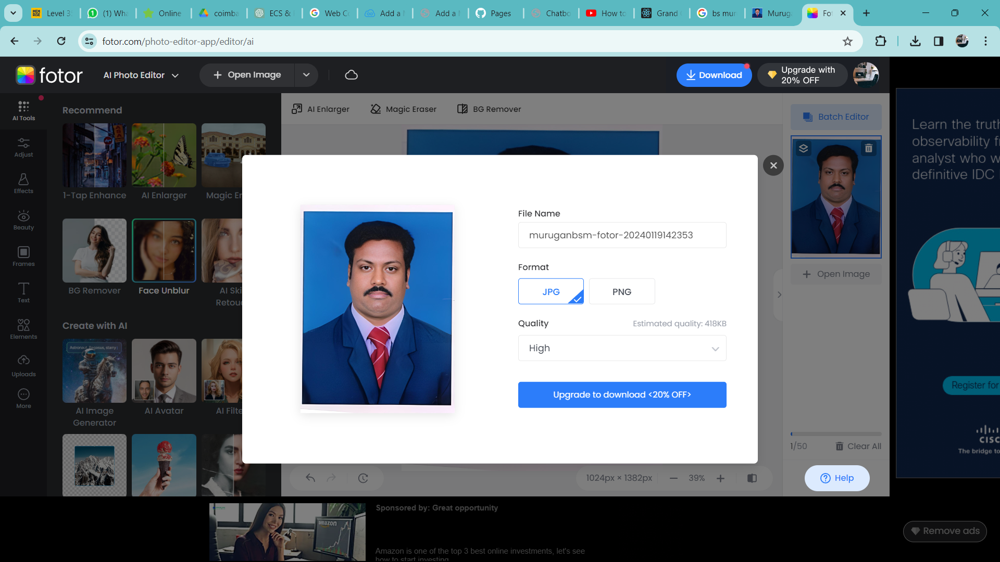 Level 3
(1) Wha
Online
coimba
ECS &
Web Co
Add a
Add a
Pages
Chatbo
How to
Grand
bs mur
Muruga
Fo
fotor.com/photo-editor-app/editor/ai
fotor
AI Photo Editor
Open Image
Download
Upgrade with
20% OFF
AI Tools
Adjust
Effects
Beauty
Frames
Text
Elements
Uploads
More
Recommend
1-Tap Enhance
AI Enlarger
Magic Er
BG Remover
Face Unblur
AI Ski
Retou
Create with AI
Astronaut, Pegasus, starry
AI Image
Generator
AI Avatar
AI Filte
AI Enlarger
Magic Eraser
BG Remover
File Name
muruganbsm-fotor-20240119142353
Format
JPG
PNG
Quality
Estimated quality: 418KB
High
Upgrade to download <20% OFF>
1024px × 1382px
39%
Batch Editor
Open Image
1/50
Clear All
Help
Learn the truth
observability f
analyst who w
definitive IDC
Register for
CISC
The bridge to
Sponsored by: Great opportunity
amazon
Amazon is one of the top 3 best online investments, let's see
how to start investing
Remove ads